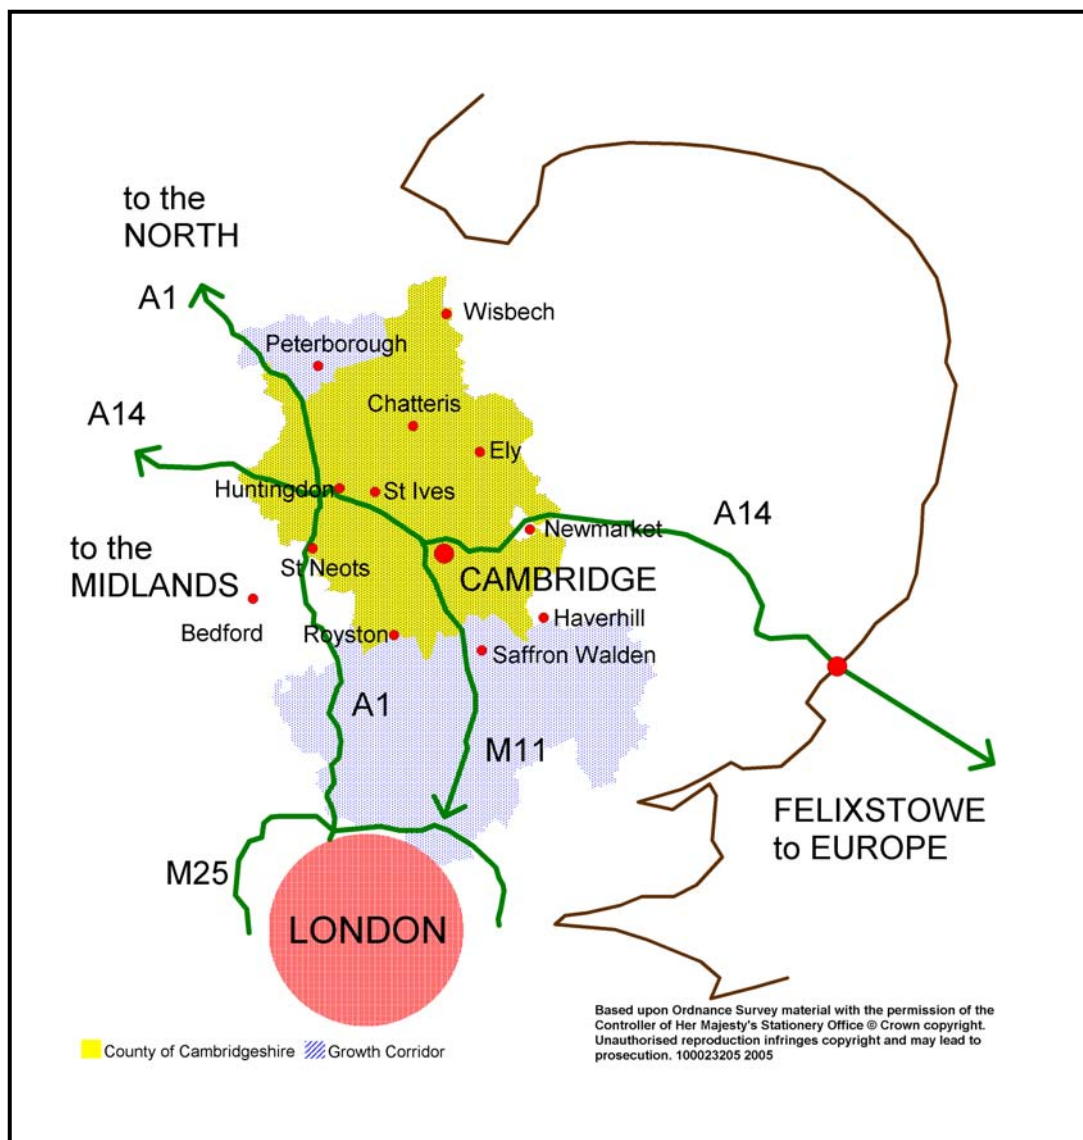 to the
NORTH
A1
Wisbech
Peterborough
Chatteris
A14
Ely
Huntingdon
St Ives
A14
Newmarket
to the
MIDLANDS
St Neots
CAMBRIDGE
Bedford
Royston
Haverhill
Saffron Walden
A1
M11
FELIXSTOWE
to EUROPE
M25
LONDON
Based upon Ordnance Survey material with the permission of the
Controller of Her Majesty's Stationery Office © Crown copyright.
Unauthorised reproduction infringes copyright and may lead to
prosecution. 100023205 2005
County of Cambridgeshire
Growth Corridor